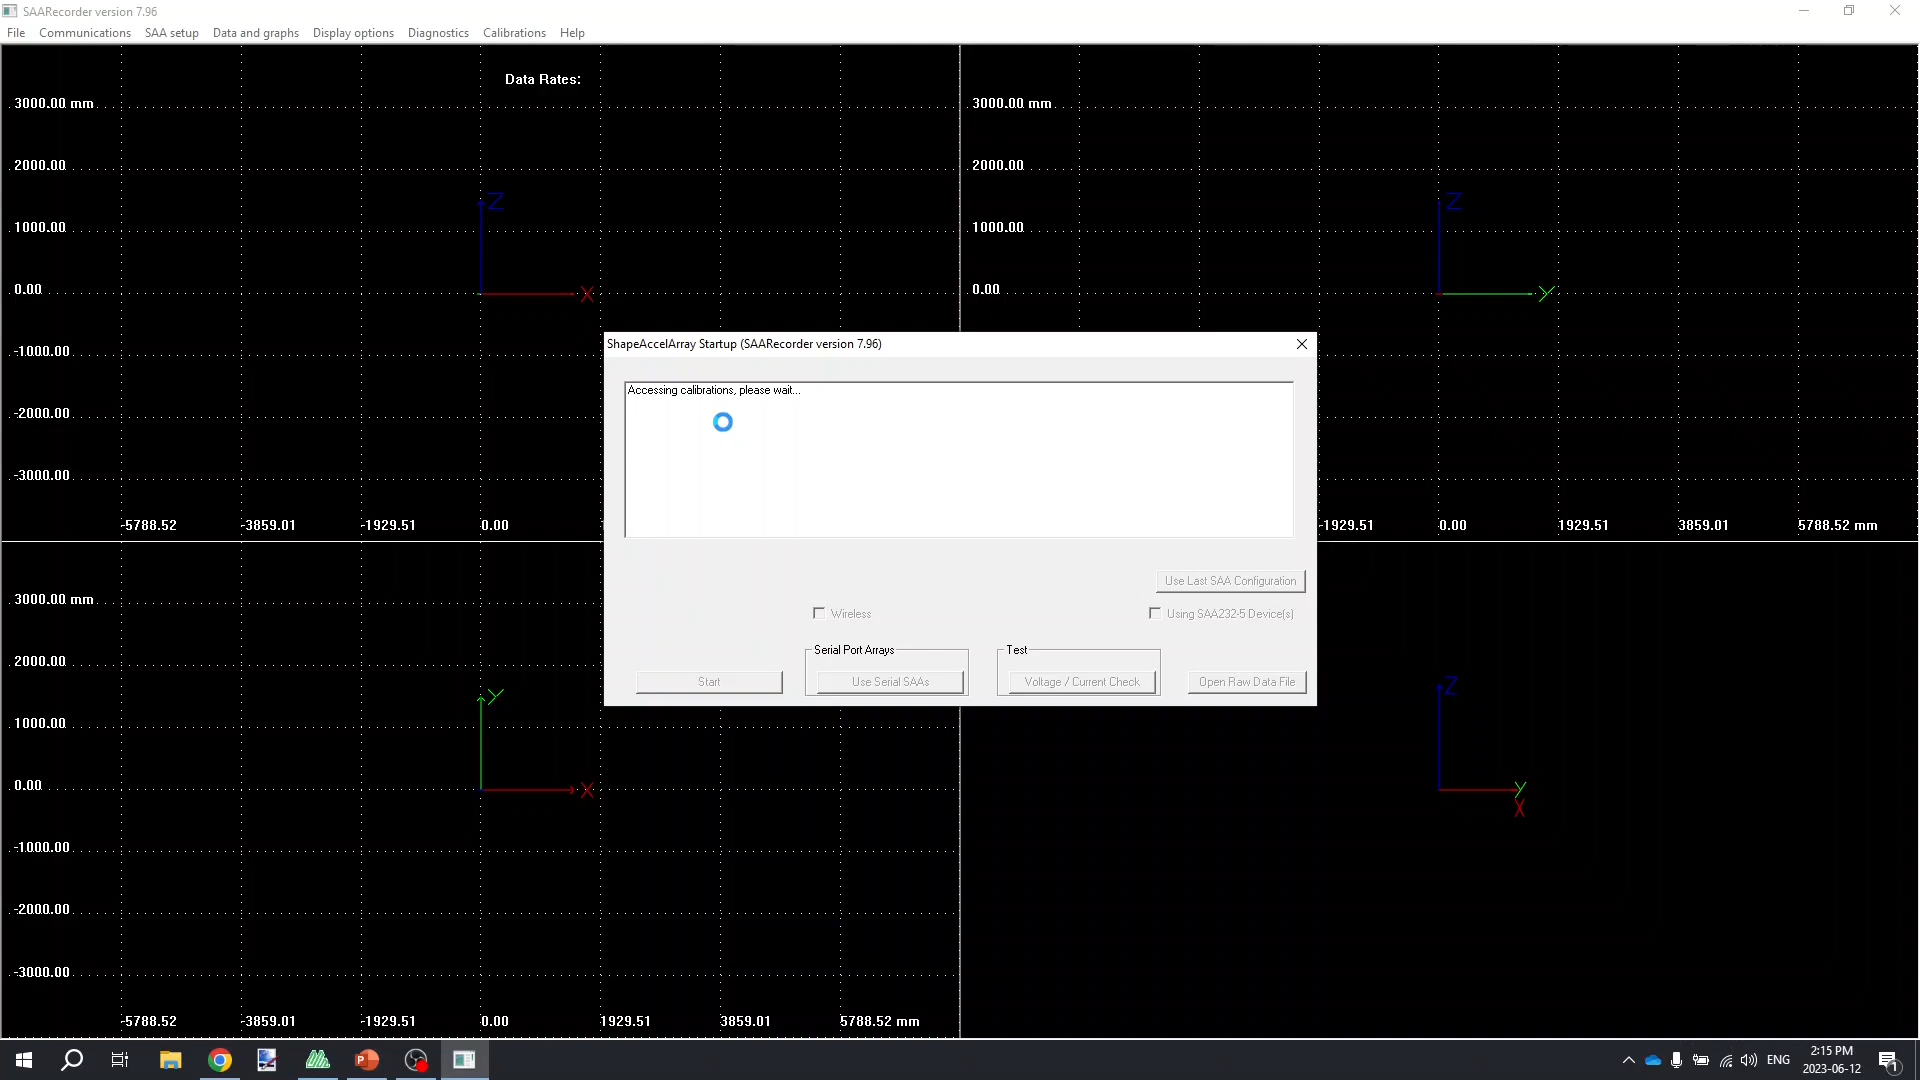 SAARecorder version 7.96
File Communications SAA setup Data and graphs Display options Diagnostics Calibrations Help
Data Rates:
3000.00 mm
2000.00
Z
1000.00
0.00
X
-1000.00
-2000.00
-3000.00
-5788.52 -3859.01 -1929.51 0.00
3000.00 mm
2000.00
Z
1000.00
0.00
Y
-1929.51 0.00 1929.51 3859.01 5788.52 mm
ShapeAccelArray Startup (SAARecorder version 7.96)
Accessing calibrations, please wait...
Use Last SAA Configuration
Wireless
Using SAA232-5 Device(s)
Serial Port Arrays
Test
Start
Use Serial SAAs
Voltage / Current Check
Open Raw Data File
3000.00 mm
2000.00
Y
1000.00
0.00
X
-1000.00
-2000.00
-3000.00
-5788.52 -3859.01 -1929.51 0.00 1929.51 3859.01 5788.52 mm
Z
Y
X
P
ENG
2:15 PM
2023-06-12
1